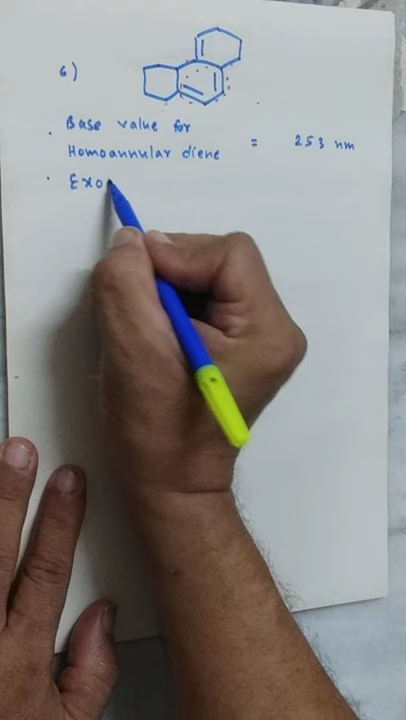 6)
Base value for
Homoannular diene = 253 nm
Exo